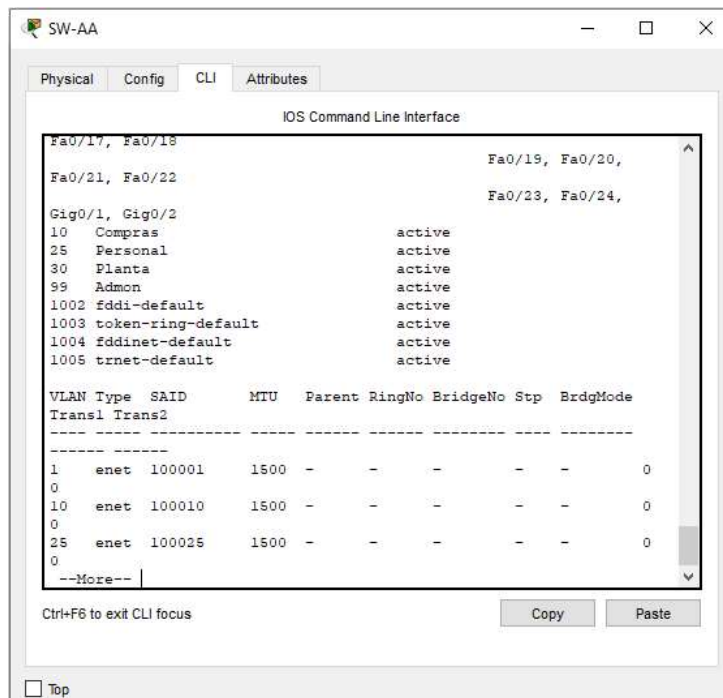 SW-AA
Physical Config CLI Attributes
IOS Command Line Interface
Fa0/17, Fa0/18
Fa0/19, Fa0/20,
Fa0/21, Fa0/22
Fa0/23, Fa0/24,
Gig0/1, Gig0/2
10 Compras active
25 Personal active
30 Planta active
99 Admon active
1002 fddi-default active
1003 token-ring-default active
1004 fddinet-default active
1005 trnet-default active
VLAN Type SAID MTU Parent RingNo BridgeNo Stp BrdgMode
Trans1 Trans2
---- ----- ---------- ----- ------ ------ -------- ---- --------
------ ------
1 enet 100001 1500 - - - - - 0
0
10 enet 100010 1500 - - - - - 0
0
25 enet 100025 1500 - - - - - 0
0
--More--
Ctrl+F6 to exit CLI focus Copy Paste
Top